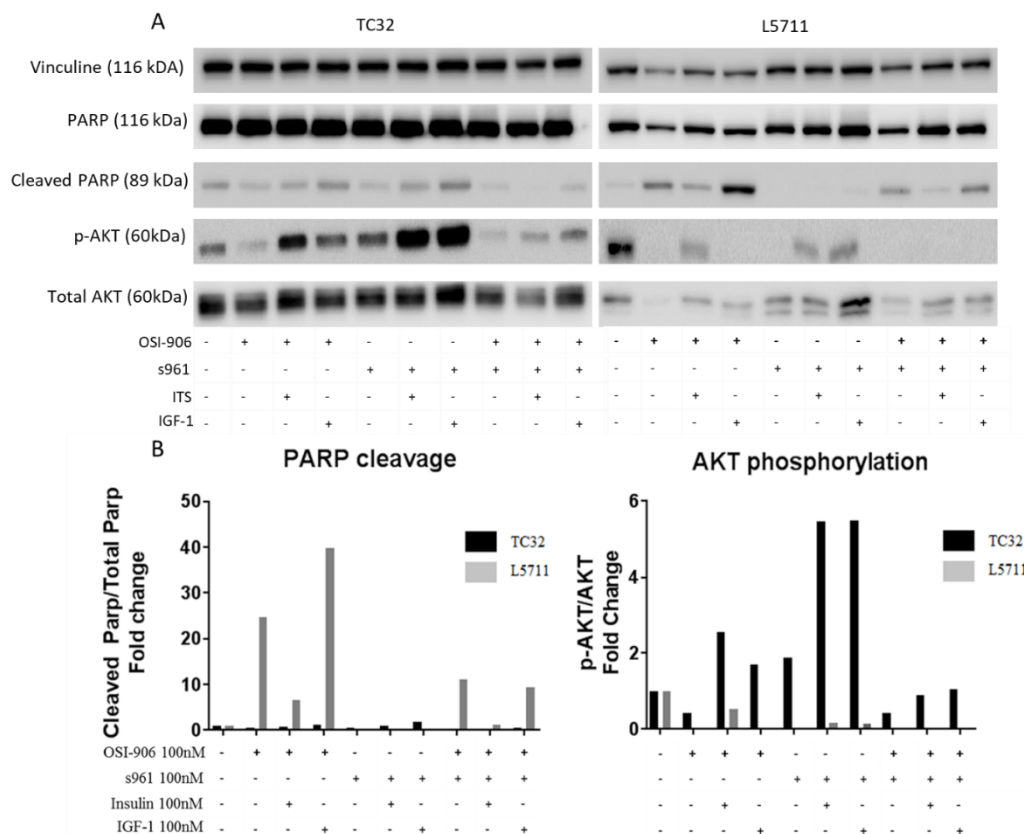 A
TC32 L5711
Vinculine (116 kDA)
PARP (116 kDa)
Cleaved PARP (89 kDa)
p-AKT (60kDa)
Total AKT (60kDa)
OSI-906 - + + + - - - + + + - + + + - - - + + +
s961 - - - - + + + + + + - - - - + + + + + +
ITS - - + - - + - - + - - - + - - + - - + -
IGF-1 - - - + - - + - - + - - - + - - + - - +
B
PARP cleavage
Cleaved Parp/Total Parp
Fold change
50
40
30
20
10
0
TC32
L5711
OSI-906 100nM - + + + - - - + + +
s961 100nM - - - - + + + + + +
Insulin 100nM - - + - - + - - + -
IGF-1 100nM - - - + - - + - - +
AKT phosphorylation
p-AKT/AKT
Fold Change
6
4
2
0
TC32
L5711
- + + + - - - + + +
- - - - + + + + + +
- - + - - + - - + -
- - - + - - + - - +